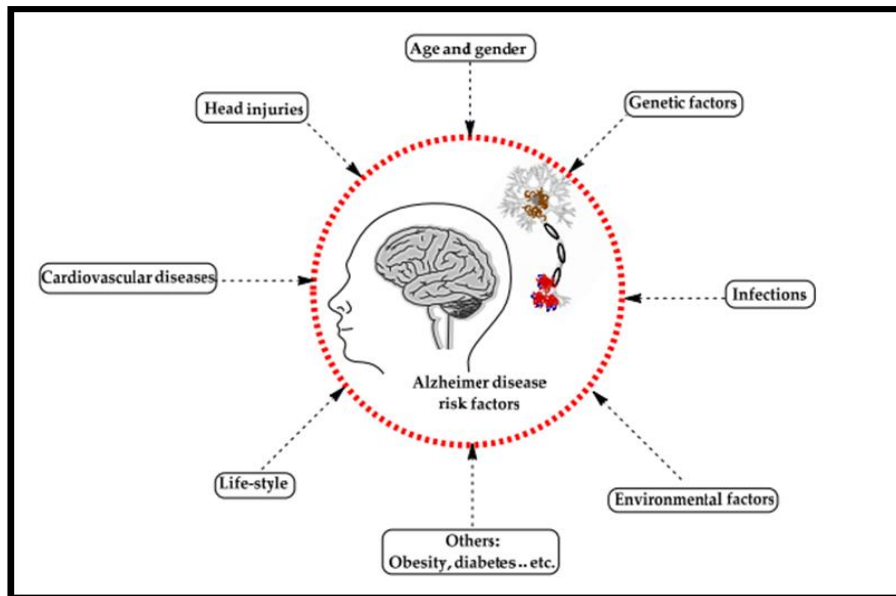 Age and gender
Head injuries
Genetic factors
Cardiovascular diseases
Infections
Alzheimer disease
risk factors
Life-style
Environmental factors
Others:
Obesity, diabetes .. etc.